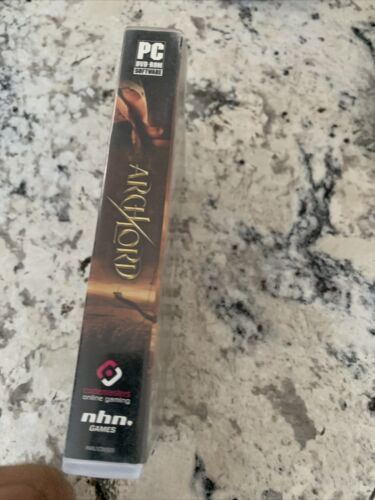 PC
DVD-ROM
SOFTWARE
ARCHLORD
codemasters
online gaming
nhn.
GAMES